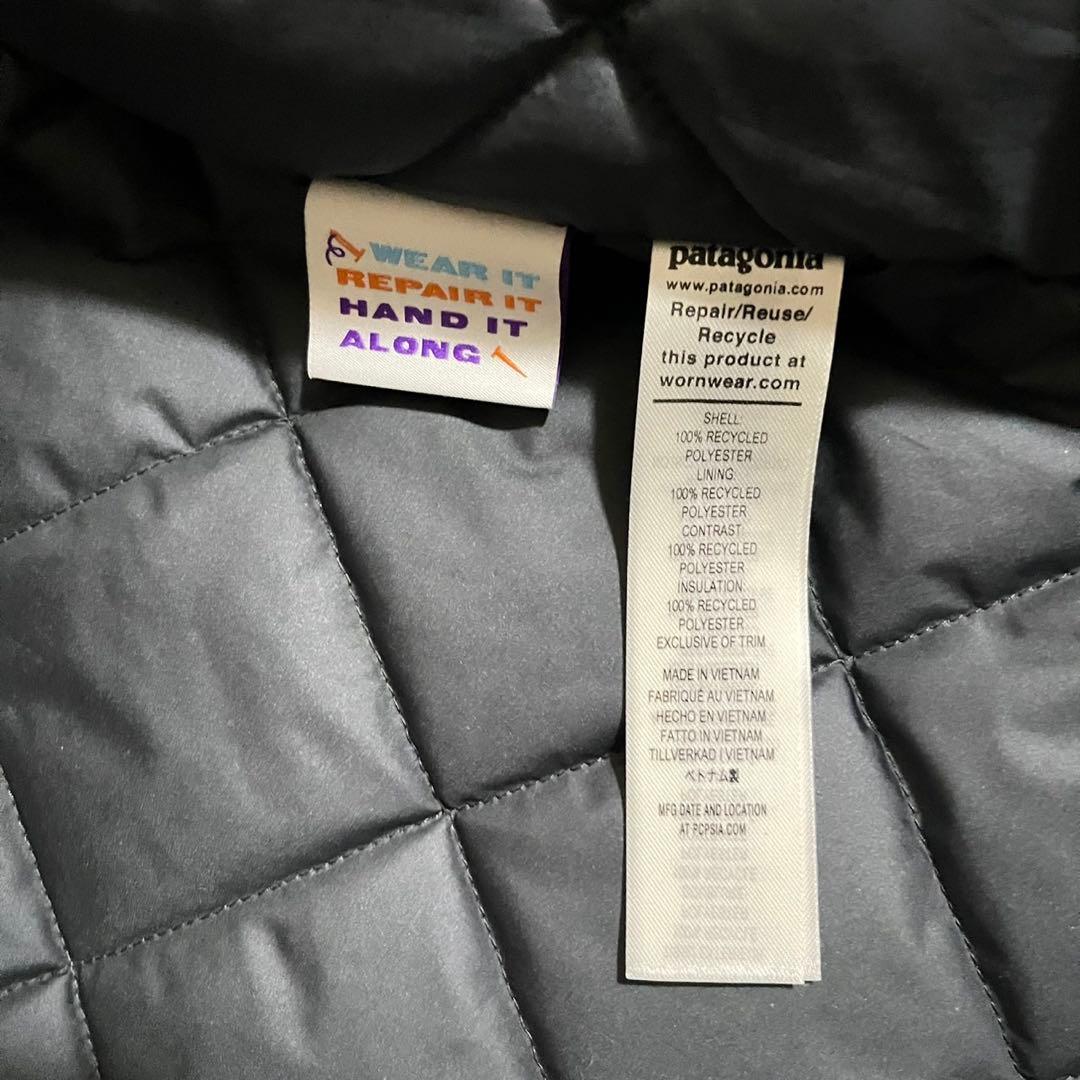 WEAR IT
REPAIR IT
HAND IT
ALONG
patagonia
www.patagonia.com
Repair/Reuse/
Recycle
this product at
wornwear.com
SHELL:
100% RECYCLED
POLYESTER
LINING:
100% RECYCLED
POLYESTER
CONTRAST:
100% RECYCLED
POLYESTER
INSULATION:
100% RECYCLED
POLYESTER
EXCLUSIVE OF TRIM
MADE IN VIETNAM
FABRIQUÉ AU VIETNAM
HECHO EN VIETNAM
FATTO IN VIETNAM
TILLVERKAD I VIETNAM
ベトナム製
MFG DATE AND LOCATION
AT PCPSIA.COM